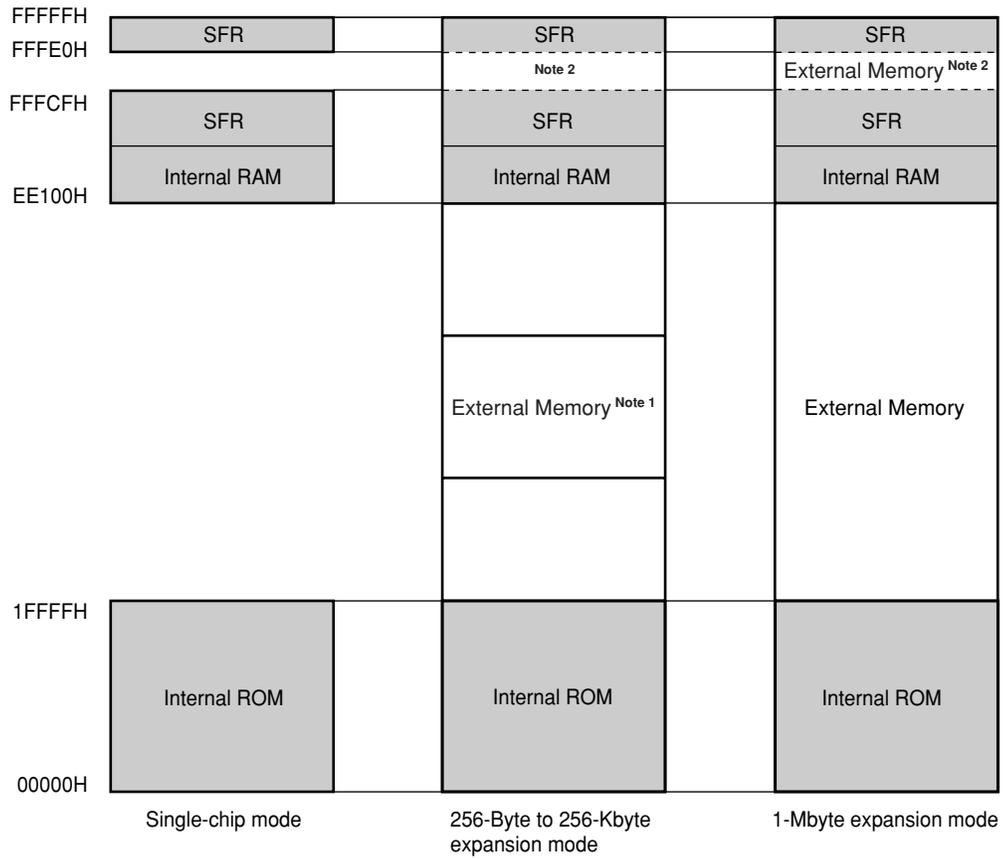 FFFFFH
SFR SFR SFR
FFFE0H
Note 2 External Memory Note 2
FFFCFH
SFR SFR SFR
Internal RAM Internal RAM Internal RAM
EE100H
External Memory Note 1 External Memory
1FFFFH
Internal ROM Internal ROM Internal ROM
00000H
Single-chip mode 256-Byte to 256-Kbyte 1-Mbyte expansion mode
expansion mode